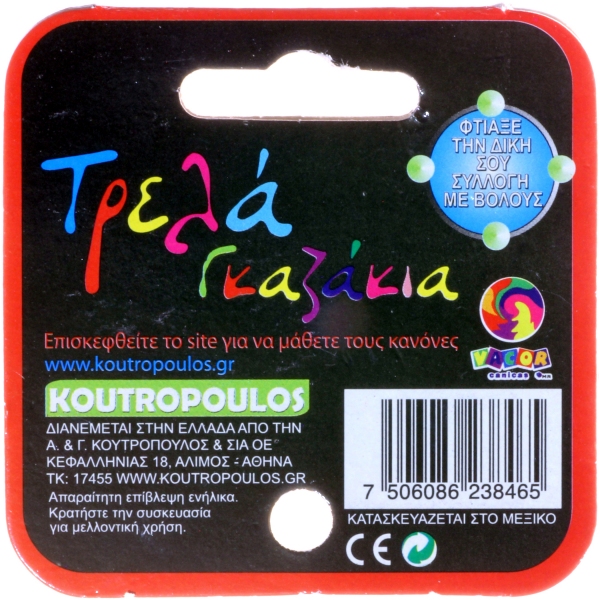 ΦΤΙΑΞΕ
ΤΗΝ ΔΙΚΗ
ΣΟΥ
ΣΥΛΛΟΓΗ
ΜΕ ΒΟΛΟΥΣ
Τρελά
γκαζάκια
Επισκεφθείτε το site για να μάθετε τους κανόνες
www.koutropoulos.gr
VACOR
canicas
KOUTROPOULOS
ΔΙΑΝΕΜΕΤΑΙ ΣΤΗΝ ΕΛΛΑΔΑ ΑΠΟ ΤΗΝ
Α. & Γ. ΚΟΥΤΡΟΠΟΥΛΟΣ & ΣΙΑ ΟΕ
ΚΕΦΑΛΛΗΝΙΑΣ 18, ΑΛΙΜΟΣ - ΑΘΗΝΑ
ΤΚ: 17455 WWW.KOUTROPOULOS.GR
Απαραίτητη επίβλεψη ενήλικα.
Κρατήστε την συσκευασία
για μελλοντική χρήση.
7 506086 238465
ΚΑΤΑΣΚΕΥΑΖΕΤΑΙ ΣΤΟ ΜΕΞΙΚΟ
CE